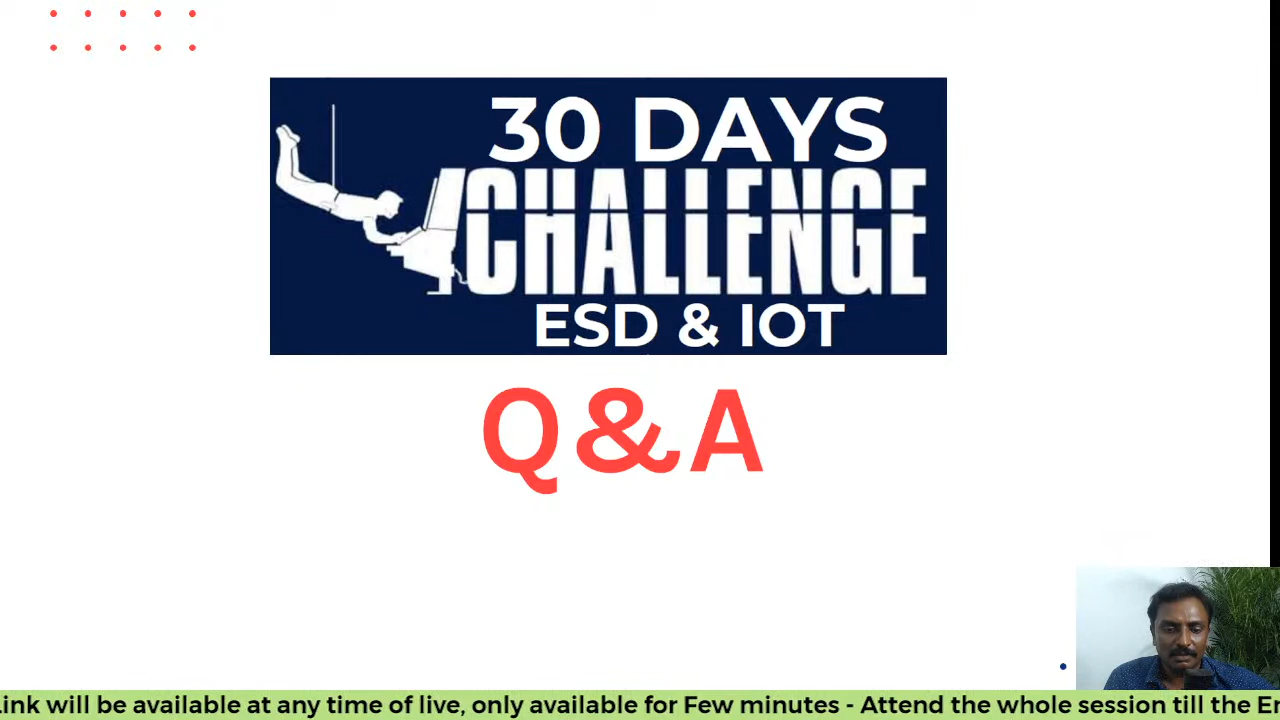 30 DAYS
CHALLENGE
ESD & IOT
Q&A
ink will be available at any time of live, only available for Few minutes - Attend the whole session till the E